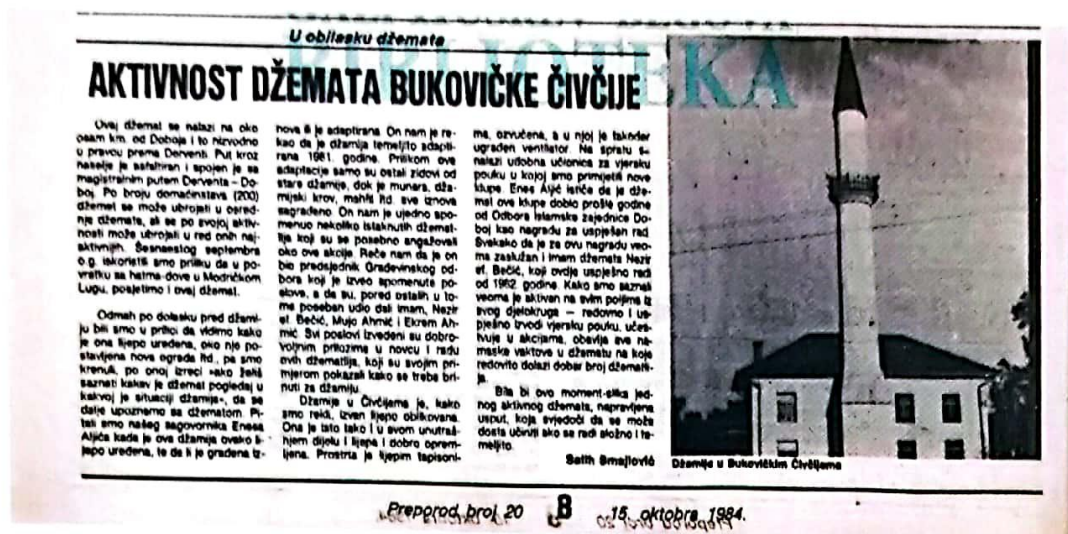 BIBLIOTEKA
U obilasku džemata
AKTIVNOST DŽEMATA BUKOVIČKE ČIVČIJE
Ovaj džemat se nalazi na oko
osam km. od Doboja i to nizvodno
u pravcu prema Derventi. Put kroz
naselje je asfaltiran i spojen je sa
magistralnim putem Derventa – Do-
boj. Po broju domaćinstava (200)
džemat se može ubrojati u osred-
nje džemate, ali se po svojoj aktiv-
nosti može ubrojati u red onih naj-
aktivnijih. Šesnaestog septembra
o.g. iskoristili smo priliku da u po-
vratku sa hatma-dove u Modričkom
Lugu, posjetimo i ovaj džemat.
Odmah po dolasku pred džami-
ju bili smo u prilici da vidimo kako
je ona lijepo uređena, oko nje po-
stavljena nova ograda itd., pa smo
krenuli, po onoj izreci »ako želiš
saznati kakav je džemat pogledaj u
kakvoj je situaciji džamija«, da se
dalje upoznamo sa džematom. Pi-
tali smo našeg sagovornika Enesa
Aljića kada je ova džamija ovako li-
jepo uređena, te da li je građena iz-
nova ili je adaptirana. On nam je re-
kao da je džamija temeljito adapti-
rana 1981. godine. Prilikom ove
adaptacije samo su ostali zidovi od
stare džamije, dok je munara, dža-
mijski krov, mahfil itd. sve iznova
sagrađeno. On nam je ujedno spo-
menuo nekoliko istaknutih džemat-
lija koji su se posebno angažovali
oko ove akcije. Reče nam da je on
bio predsjednik Građevinskog od-
bora koji je izveo spomenute po-
slove, a da su, pored ostalih u to-
me poseban udio dali imam, Nezir
ef. Bečić, Mujo Ahmić i Ekrem Ah-
mić. Svi poslovi izvedeni su dobro-
voljnim prilozima u novcu i radu
ovih džematlija, koji su svojim pri-
mjerom pokazali kako se treba bri-
nuti za džamiju.
Džamija u Čivčijama je, kako
smo rekli, izvan lijepo oblikovana.
Ona je isto tako i u svom unutraš-
njem dijelu i lijepa i dobro oprem-
ljena. Prostrta je lijepim tapisoni-
ma, ozvučena, a u njoj je također
ugrađen ventilator. Na spratu se
nalazi udobna učionica za vjersku
pouku u kojoj smo primijetili nove
klupe. Enes Aljić ističe da je dže-
mat ove klupe dobio prošle godine
od Odbora Islamske zajednice Do-
boj kao nagradu za uspješan rad.
Svakako da je za ovu nagradu veo-
ma zaslužan i imam džemata Nezir
ef. Bečić, koji ovdje uspješno radi
od 1982. godine. Kako smo saznali
veoma je aktivan na svim poljima iz
svog djelokruga – redovno i us-
pješno izvodi vjersku pouku, učes-
tvuje u akcijama, obavlja sve na-
maske vaktove u džematu na koje
redovito dolazi dobar broj džematli-
ja.
Bila bi ovo moment-slika jed-
nog aktivnog džemata, napravljena
usput, koja svjedoči da se može
dosta učiniti ako se radi složno i te-
meljito.
Salih Smajlović
Džamija u Bukovičkim Čivčijama
Preporod, broj 20 8 15. oktobra 1984.